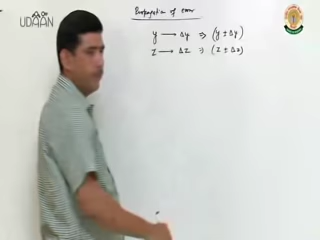 UDAAN
Propagation of error
y → Δy ⇒ (y ± Δy)
z → Δz ⇒ (z ± Δz)